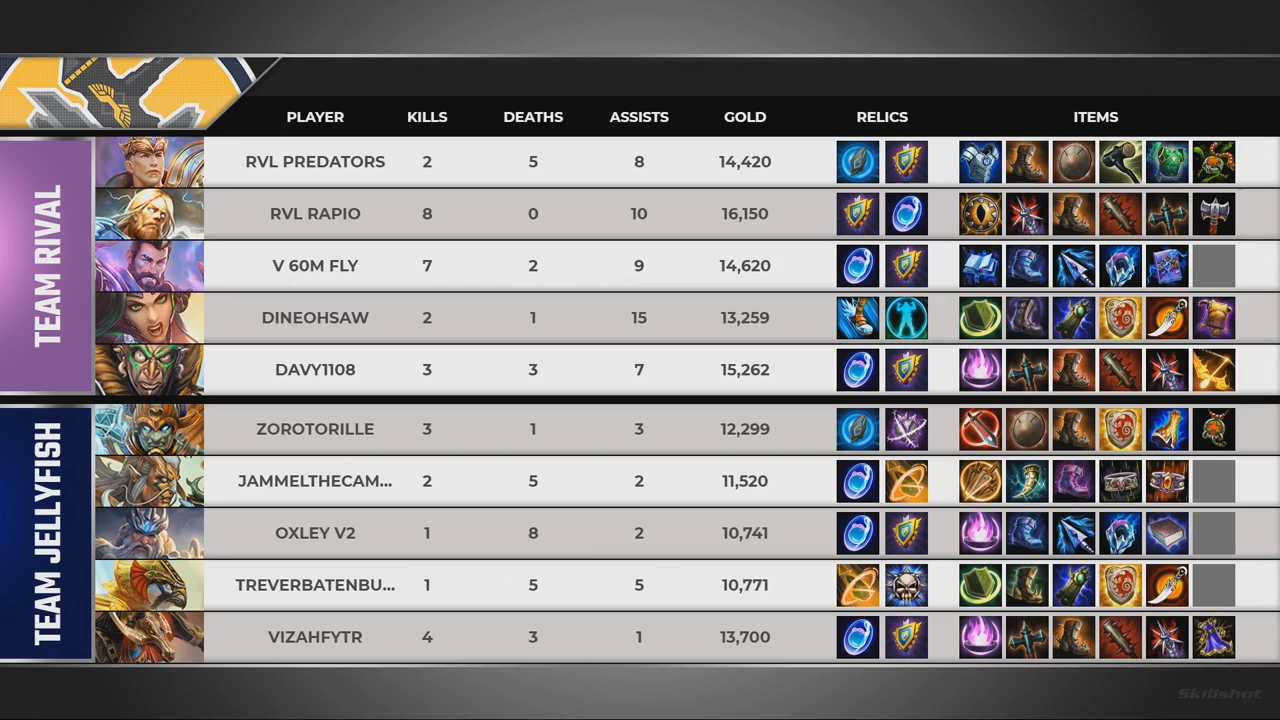 PLAYER KILLS DEATHS ASSISTS GOLD RELICS ITEMS
TEAM RIVAL
RVL PREDATORS 2 5 8 14,420
RVL RAPIO 8 0 10 16,150
V 60M FLY 7 2 9 14,620
DINEOHSAW 2 1 15 13,259
DAVY1108 3 3 7 15,262
TEAM JELLYFISH
ZOROTORILLE 3 1 3 12,299
JAMMELTHECAM... 2 5 2 11,520
OXLEY V2 1 8 2 10,741
TREVERBATENBU... 1 5 5 10,771
VIZAHFYTR 4 3 1 13,700
Skillshot